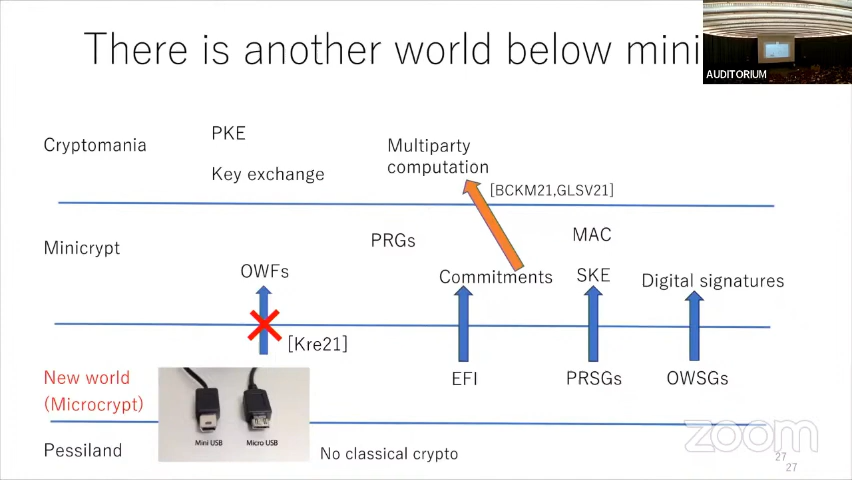 There is another world below mini
AUDITORIUM
Cryptomania
PKE
Key exchange
Multiparty
computation
[BCKM21,GLSV21]
Minicrypt
PRGs
MAC
OWFs
Commitments
SKE
Digital signatures
[Kre21]
New world
(Microcrypt)
EFI
PRSGs
OWSGs
Mini USB
Micro USB
Pessiland
No classical crypto
zoom
27
27